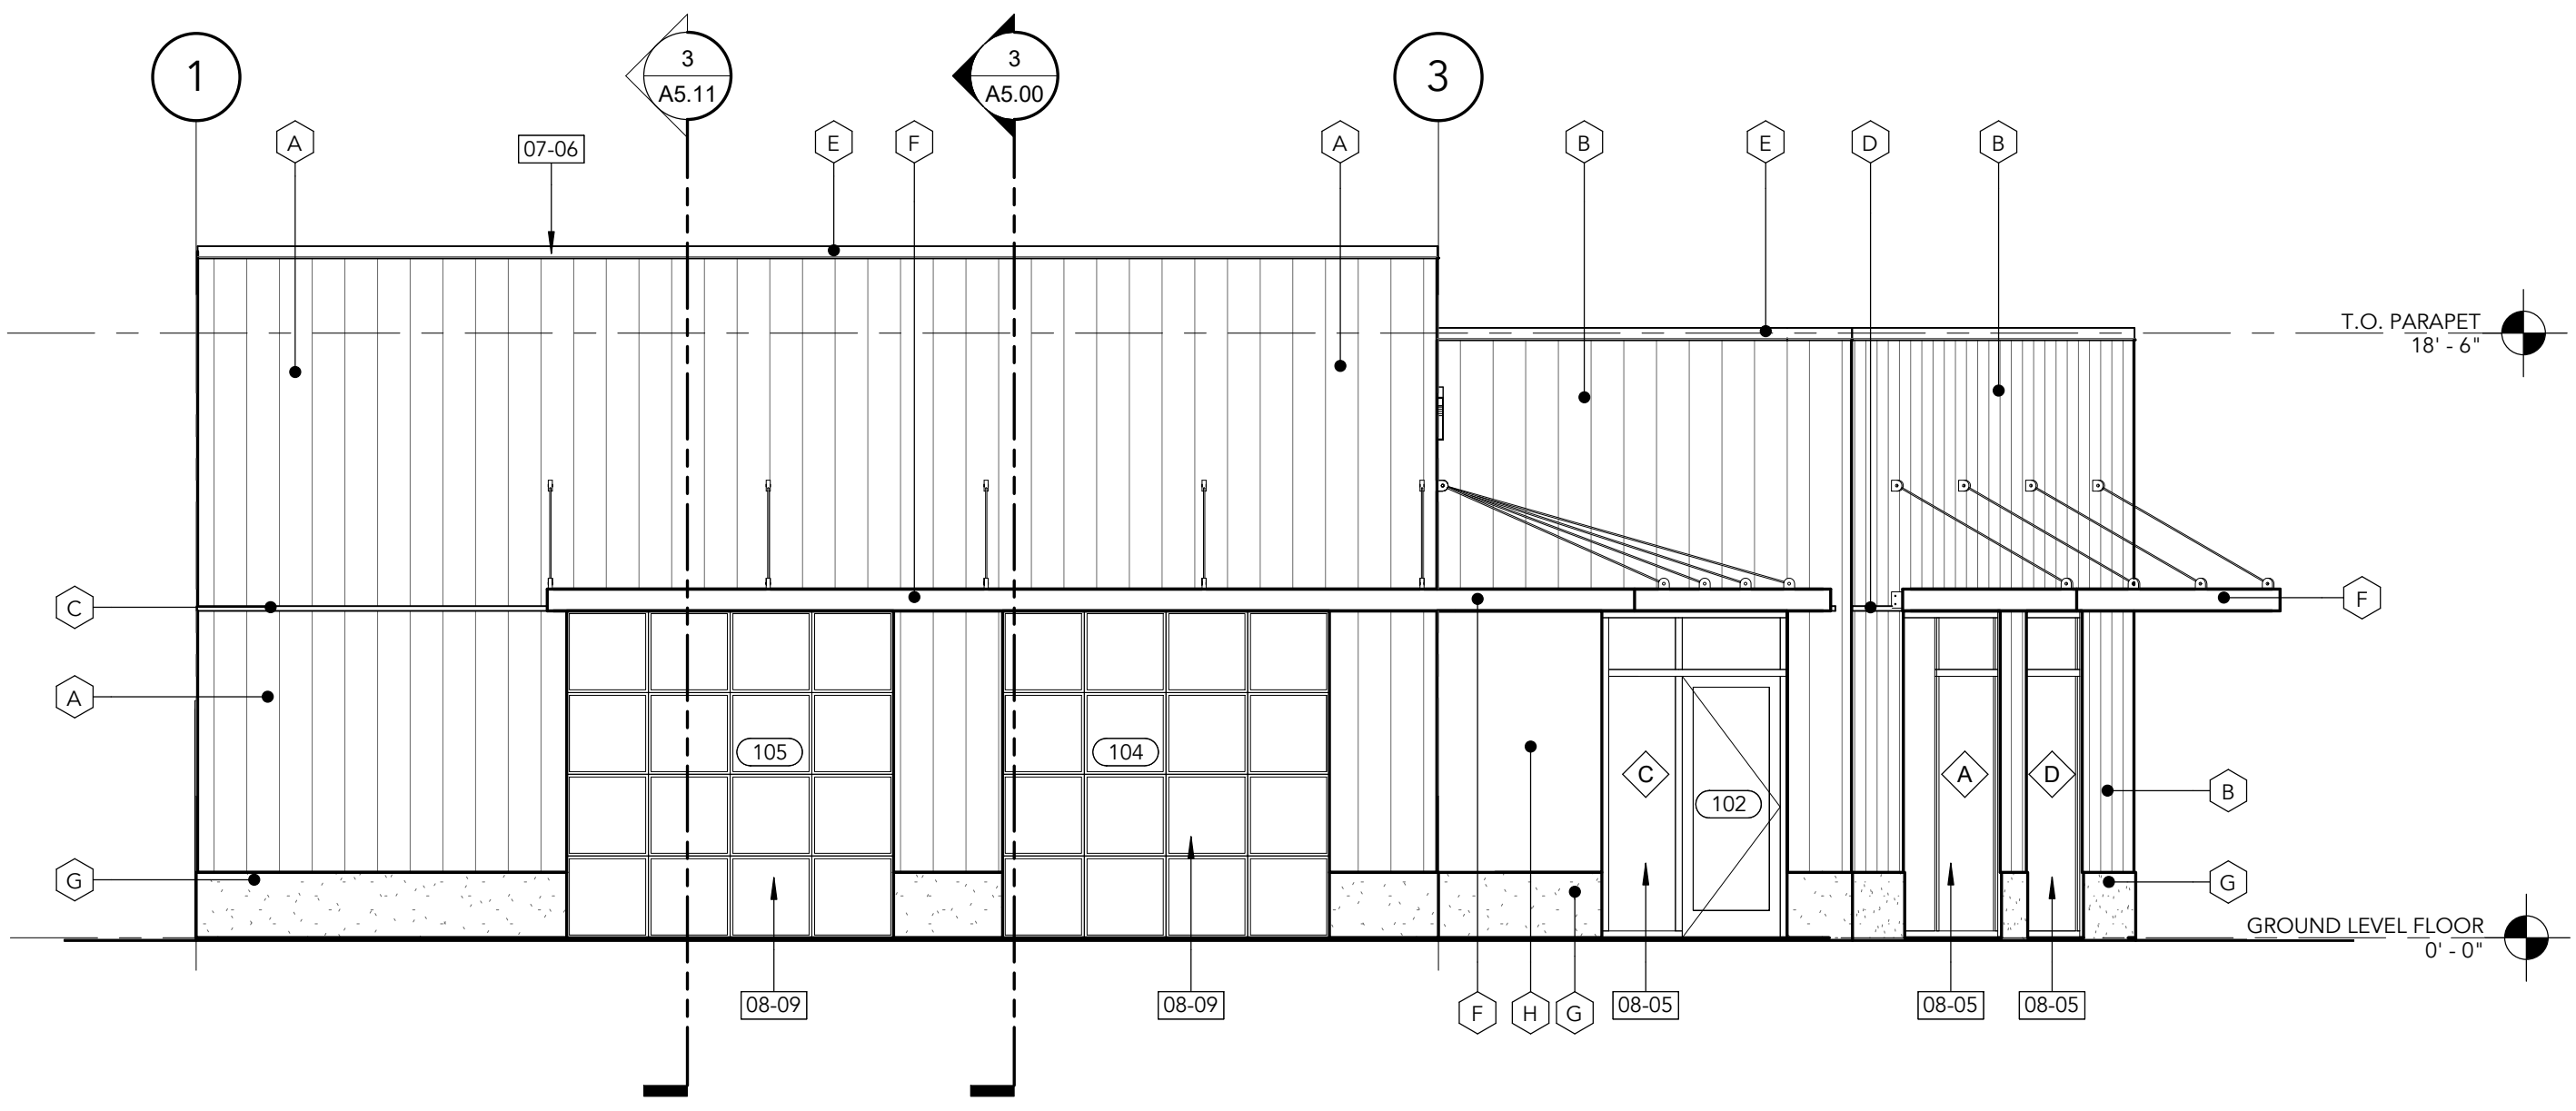 1
3
A5.11
3
A5.00
3
A
07-06
E
F
A
B
E
D
B
T.O. PARAPET
18' - 6"
C
F
A
105
104
C
102
A
D
B
G
G
GROUND LEVEL FLOOR
0' - 0"
08-09
08-09
F
H
G
08-05
08-05
08-05